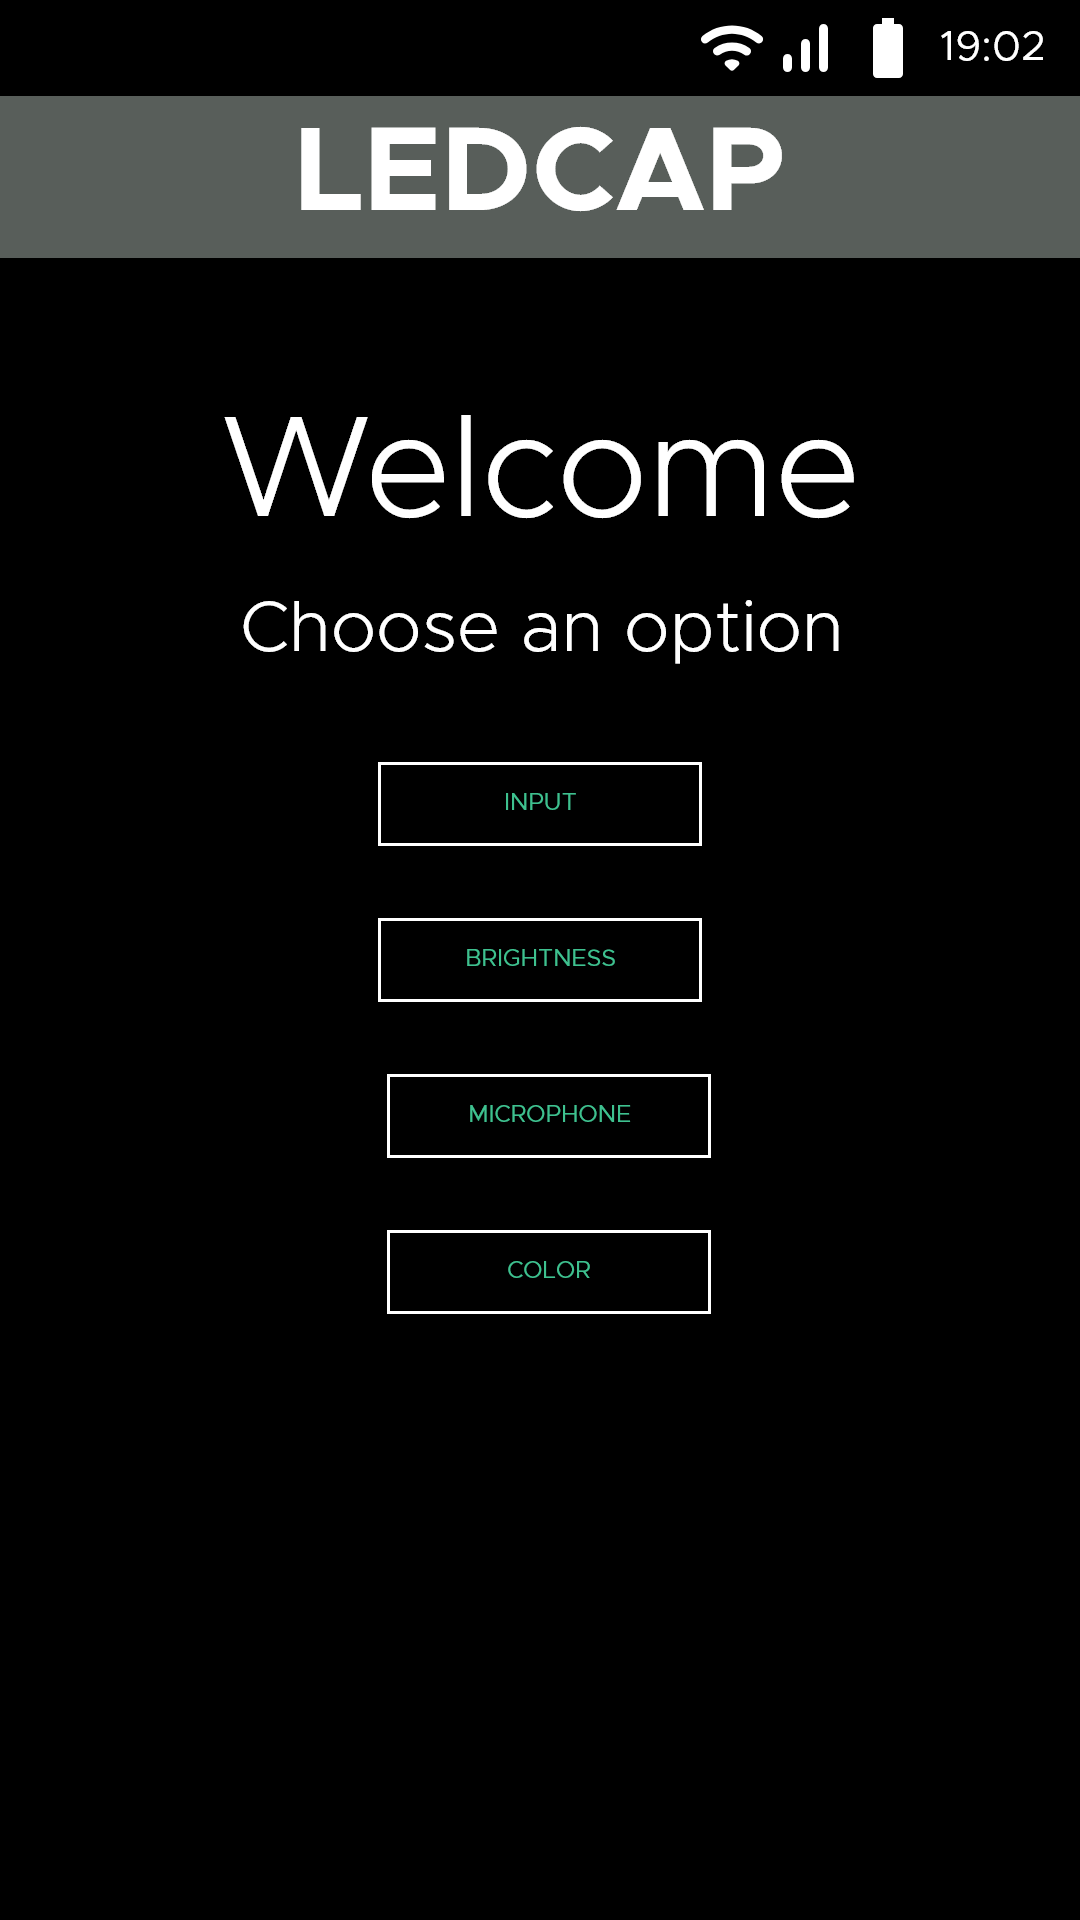 19:02
LEDCAP
Welcome
Choose an option
INPUT
BRIGHTNESS
MICROPHONE
COLOR